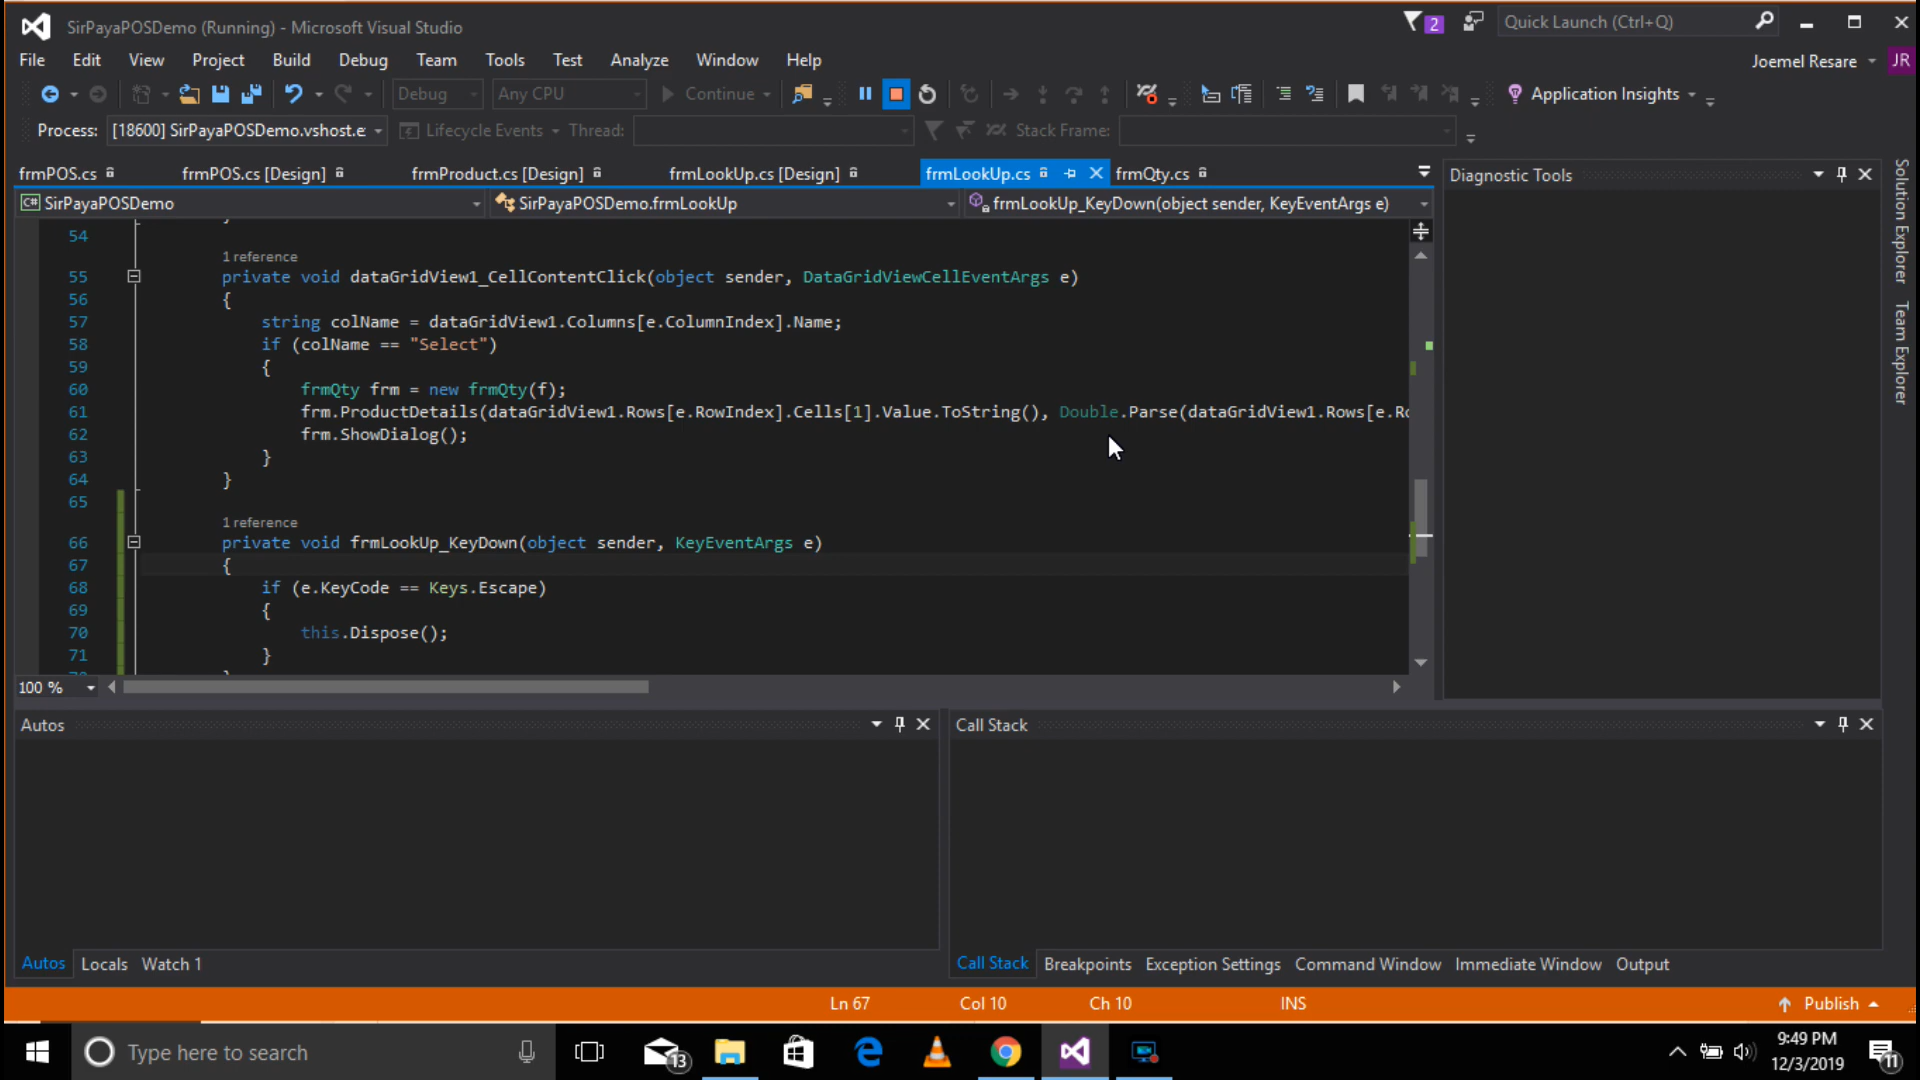 SirPayaPOSDemo (Running) - Microsoft Visual Studio
2
Quick Launch (Ctrl+Q)
File Edit View Project Build Debug Team Tools Test Analyze Window Help
Joemel Resare JR
Debug Any CPU Continue Application Insights
Process: [18600] SirPayaPOSDemo.vshost.e Lifecycle Events Thread: Stack Frame:
frmPOS.cs frmPOS.cs [Design] frmProduct.cs [Design] frmLookUp.cs [Design] frmLookUp.cs frmQty.cs
Diagnostic Tools
C# SirPayaPOSDemo SirPayaPOSDemo.frmLookUp frmLookUp_KeyDown(object sender, KeyEventArgs e)
54
1 reference
55 private void dataGridView1_CellContentClick(object sender, DataGridViewCellEventArgs e)
56 {
57 string colName = dataGridView1.Columns[e.ColumnIndex].Name;
58 if (colName == "Select")
59 {
60 frmQty frm = new frmQty(f);
61 frm.ProductDetails(dataGridView1.Rows[e.RowIndex].Cells[1].Value.ToString(), Double.Parse(dataGridView1.Rows[e.Ro
62 frm.ShowDialog();
63 }
64 }
65
1 reference
66 private void frmLookUp_KeyDown(object sender, KeyEventArgs e)
67 {
68 if (e.KeyCode == Keys.Escape)
69 {
70 this.Dispose();
71 }
100 %
Solution Explorer
Team Explorer
Autos
Call Stack
Autos Locals Watch 1
Call Stack Breakpoints Exception Settings Command Window Immediate Window Output
Ln 67 Col 10 Ch 10 INS Publish
Type here to search
13
9:49 PM
12/3/2019
11